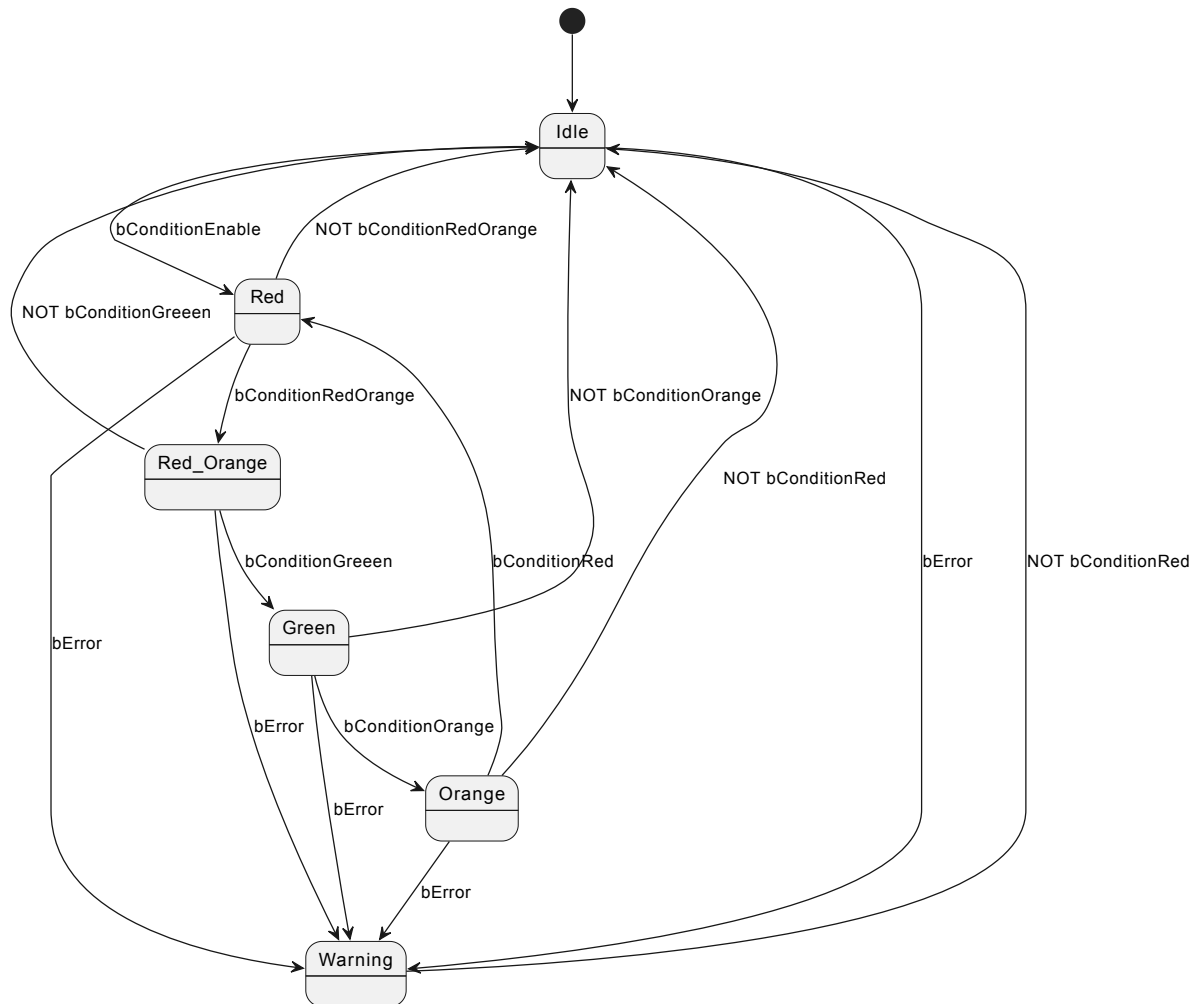 Idle
bConditionEnable
NOT bConditionRedOrange
Red
NOT bConditionGreeen
bConditionRedOrange
NOT bConditionOrange
Red_Orange
NOT bConditionRed
bConditionGreeen
bConditionRed
bError
NOT bConditionRed
Green
bError
bError
bConditionOrange
Orange
bError
bError
Warning